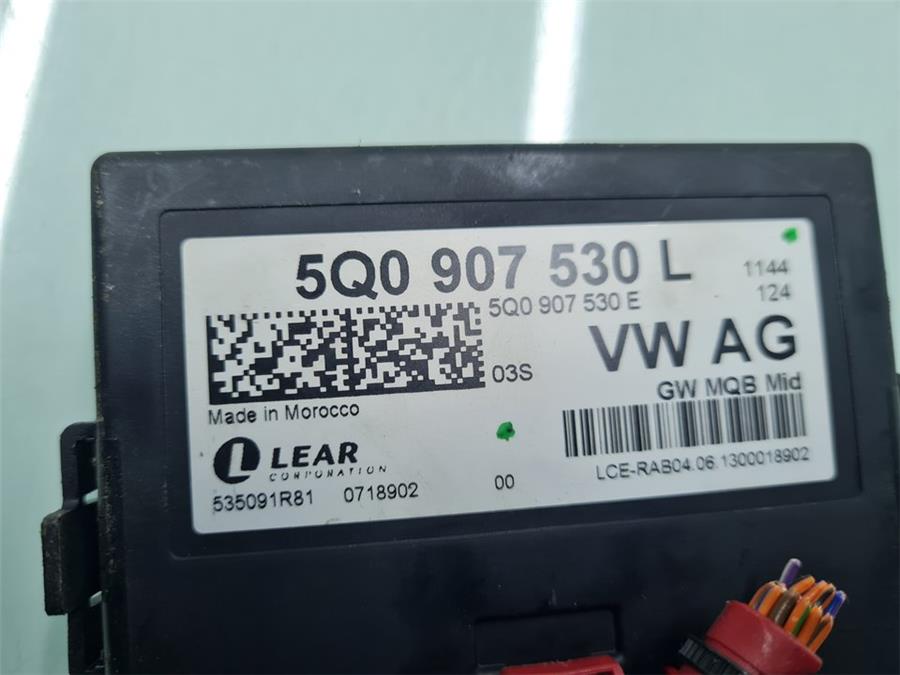 5Q0 907 530 L
1144
5Q0 907 530 E
124
VW AG
03S
GW MQB Mid
Made in Morocco
LEAR
CORPORATION
LCE-RAB04.06.1300018902
535091R81 0718902 00